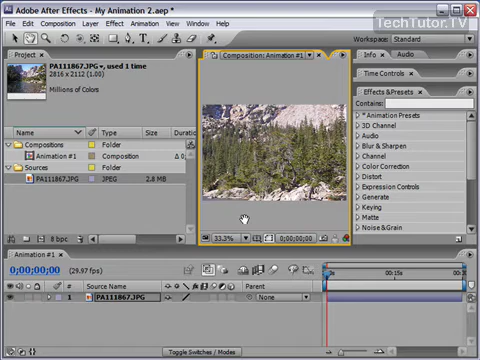 Adobe After Effects - My Animation 2.aep *
TechTutor.TV
File Edit Composition Layer Effect Animation View Window Help
Workspace: Standard
Project
Composition: Animation #1
Info Audio
PA111867.JPG, used 1 time
2816 x 2112 (1.00)
Millions of Colors
Time Controls
Effects & Presets
Contains:
* Animation Presets
3D Channel
Audio
Blur & Sharpen
Channel
Color Correction
Distort
Expression Controls
Generate
Keying
Matte
Noise & Grain
Name Type Size Duratio
Compositions Folder
Animation #1 Composition Δ 0
Sources Folder
PA111867.JPG JPEG 2.8 MB
8 bpc
33.3% 0;00;00;00
Animation #1
0;00;00;00 (29.97 fps)
0s 00:15s
# Source Name Parent
1 PA111867.JPG None
Toggle Switches / Modes